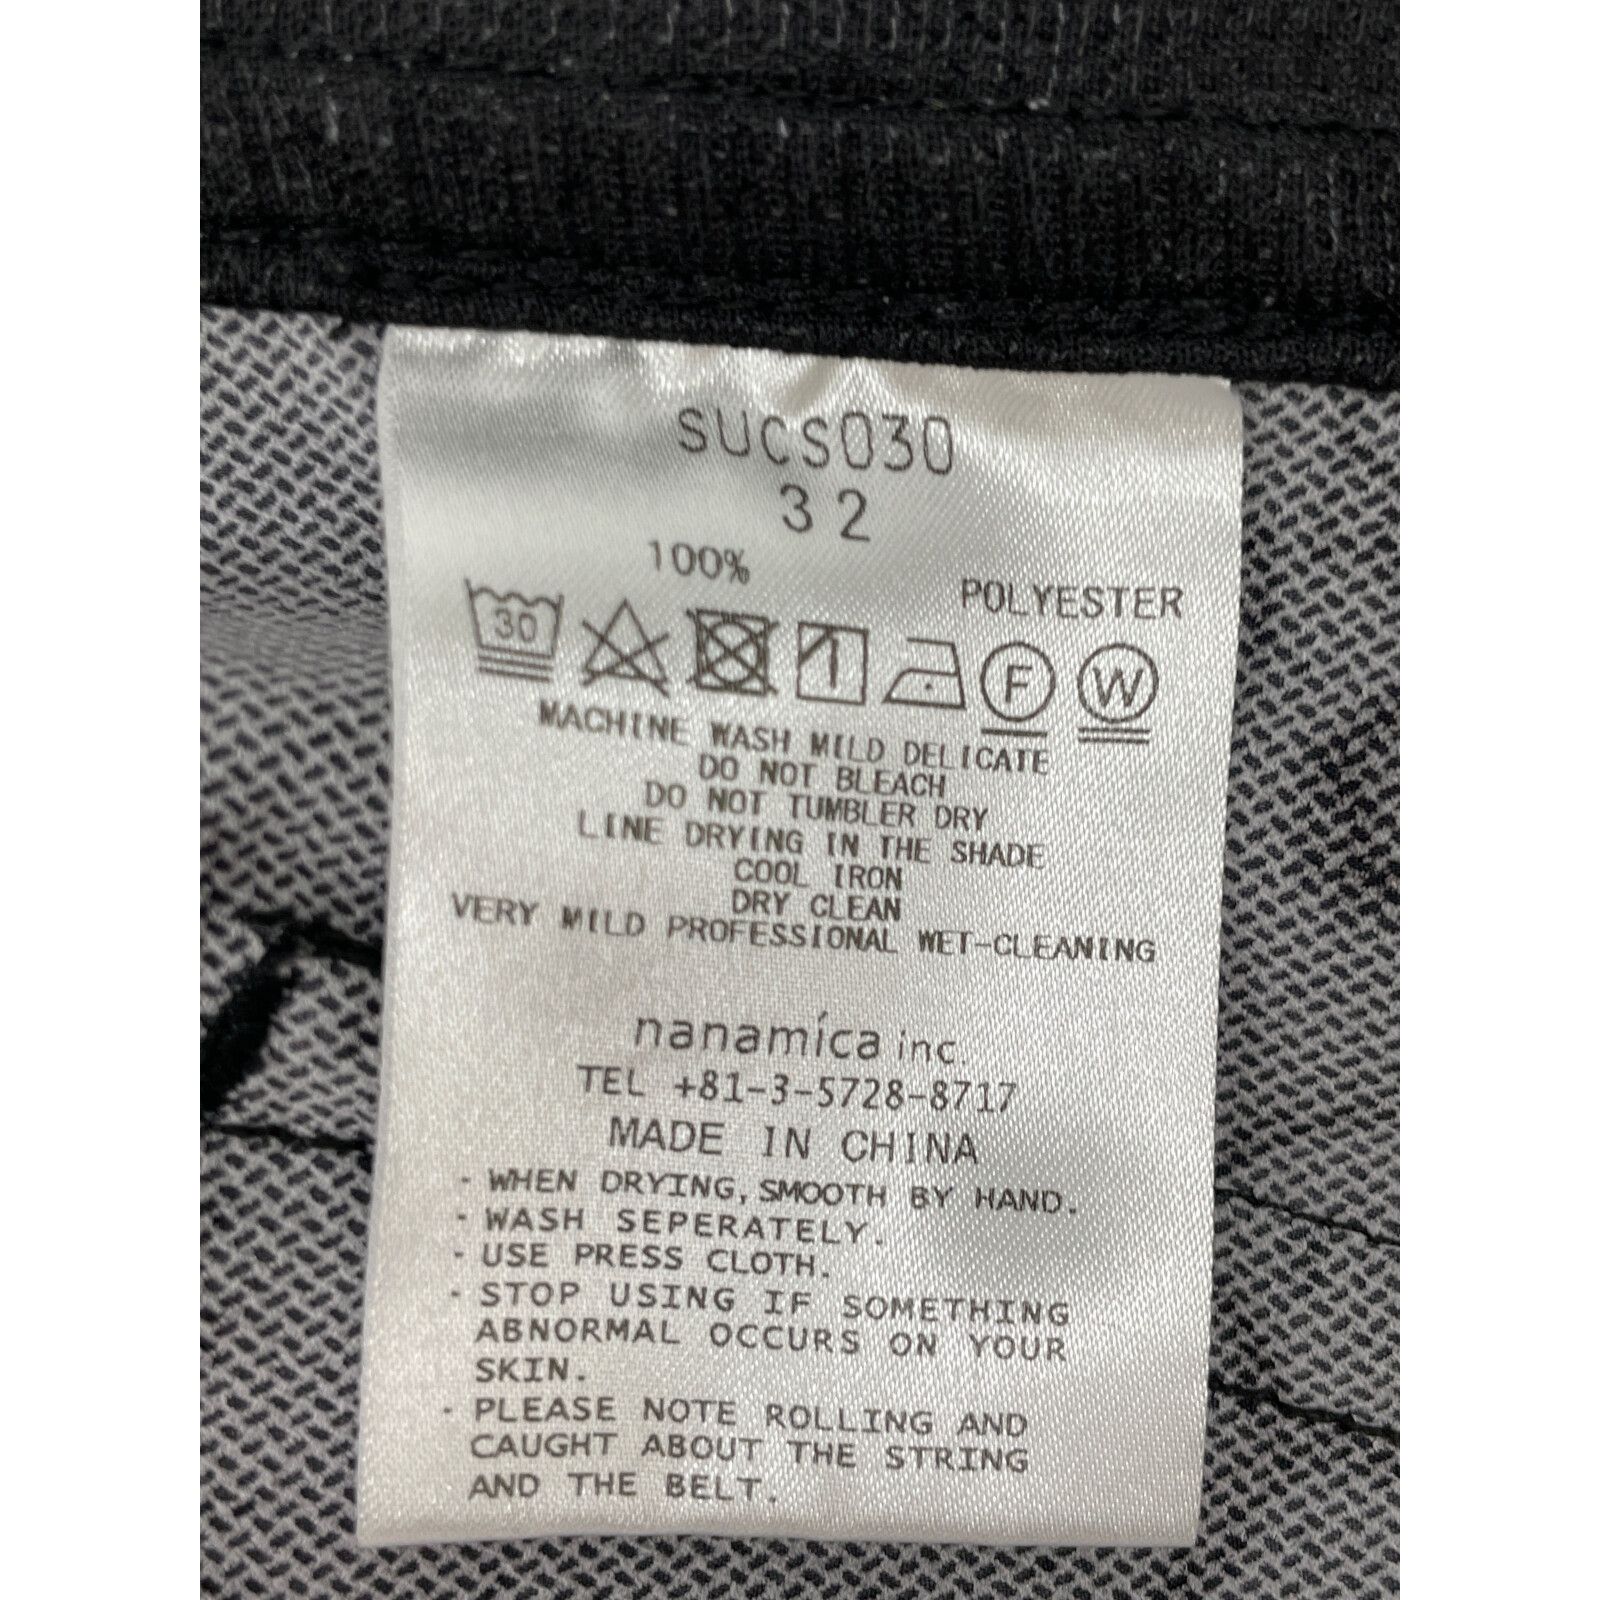 SUCS030
32
100%
POLYESTER
30 F W
MACHINE WASH MILD DELICATE
DO NOT BLEACH
DO NOT TUMBLER DRY
LINE DRYING IN THE SHADE
COOL IRON
DRY CLEAN
VERY MILD PROFESSIONAL WET-CLEANING
nanamica inc.
TEL +81-3-5728-8717
MADE IN CHINA
· WHEN DRYING, SMOOTH BY HAND.
· WASH SEPERATELY.
· USE PRESS CLOTH.
· STOP USING IF SOMETHING
ABNORMAL OCCURS ON YOUR
SKIN.
· PLEASE NOTE ROLLING AND
CAUGHT ABOUT THE STRING
AND THE BELT.